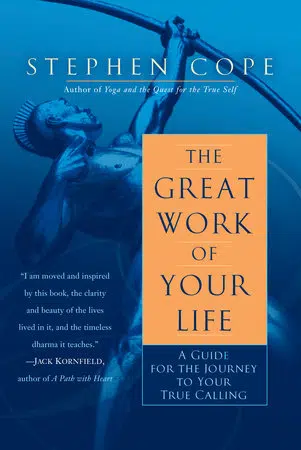 STEPHEN COPE
Author of Yoga and the Quest for the True Self
THE
GREAT
WORK
OF
YOUR
LIFE
"I am moved and inspired
by this book, the clarity
and beauty of the lives
lived in it, and the timeless
dharma it teaches."
—JACK KORNFIELD,
author of A Path with Heart
A GUIDE
FOR THE JOURNEY
TO YOUR
TRUE CALLING